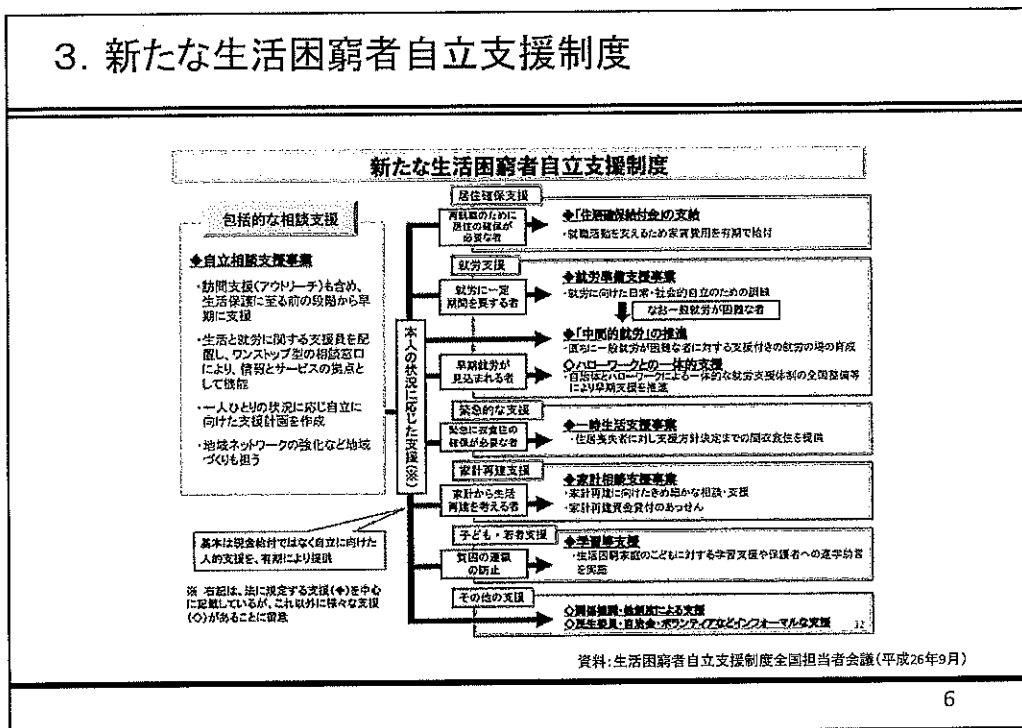 3. 新たな生活困窮者自立支援制度
新たな生活困窮者自立支援制度
包括的な相談支援
◆自立相談支援事業
・訪問支援(アウトリーチ)も含め、
生活保護に至る前の段階から早
期に支援
・生活と就労に関する支援員を配
置し、ワンストップ型の相談窓口
により、情報とサービスの拠点と
して機能
・一人ひとりの状況に応じ自立に
向けた支援計画を作成
・地域ネットワークの強化など地域
づくりも担う
基本は現金給付ではなく自立に向けた
人的支援を、有期により提供
※ 右記は、法に規定する支援(◆)を中心
に記載しているが、これ以外に様々な支援
(◇)があることに留意
本人の状況に応じた支援(※)
居住確保支援
再就職のために
居住の確保が
必要な者
◆「住居確保給付金」の支給
・就職活動を支えるため家賃費用を有期で給付
就労支援
就労に一定
期間を要する者
◆就労準備支援事業
・就労に向けた日常・社会的自立のための訓練
なお一般就労が困難な者
◆「中間的就労」の推進
・直ちに一般就労が困難な者に対する支援付きの就労の場の育成
早期就労が
見込まれる者
◇ハローワークとの一体的支援
・自治体とハローワークによる一体的な就労支援体制の全国整備等
により早期支援を推進
緊急的な支援
緊急に衣食住の
確保が必要な者
◆一時生活支援事業
・住居喪失者に対し支援方針決定までの間衣食住を提供
家計再建支援
家計から生活
再建を考える者
◆家計相談支援事業
・家計再建に向けたきめ細かな相談・支援
・家計再建資金貸付のあっせん
子ども・若者支援
貧困の連鎖
の防止
◆学習等支援
・生活困窮家庭のこどもに対する学習支援や保護者への進学助言
を実施
その他の支援
◇関係機関・他制度による支援
◇民生委員・自治会・ボランティアなどインフォーマルな支援
12
資料:生活困窮者自立支援制度全国担当者会議(平成26年9月)
6